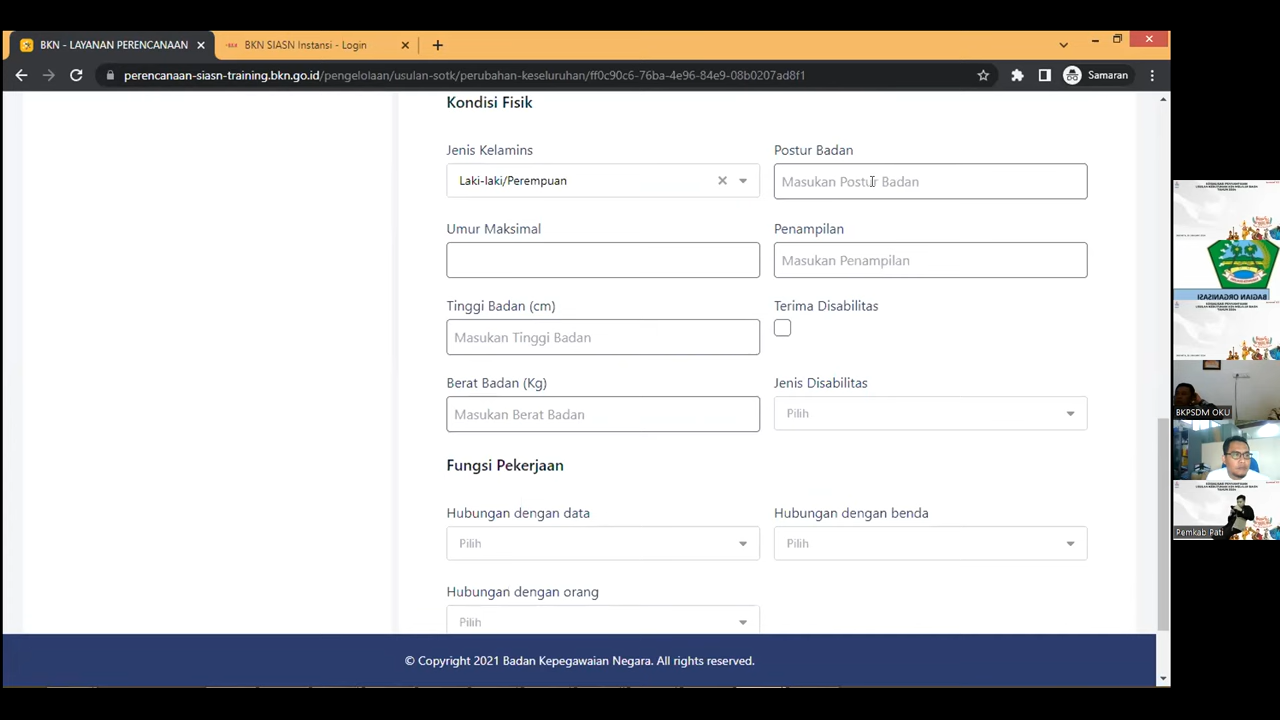 BKN - LAYANAN PERENCANAAN
BKN SIASN Instansi - Login
perencanaan-siasn-training.bkn.go.id/pengelolaan/usulan-sotk/perubahan-keseluruhan/ff0c90c6-76ba-4e96-84e9-08b0207ad8f1
Samaran
Kondisi Fisik
Jenis Kelamins
Postur Badan
Laki-laki/Perempuan
Masukan Postur Badan
Umur Maksimal
Penampilan
Masukan Penampilan
Tinggi Badan (cm)
Terima Disabilitas
Masukan Tinggi Badan
Berat Badan (Kg)
Jenis Disabilitas
Masukan Berat Badan
Pilih
Fungsi Pekerjaan
Hubungan dengan data
Hubungan dengan benda
Pilih
Pilih
Hubungan dengan orang
Pilih
© Copyright 2021 Badan Kepegawaian Negara. All rights reserved.
BAGIAN ORGANISASI
BKPSDM OKU
Pemkab Pati